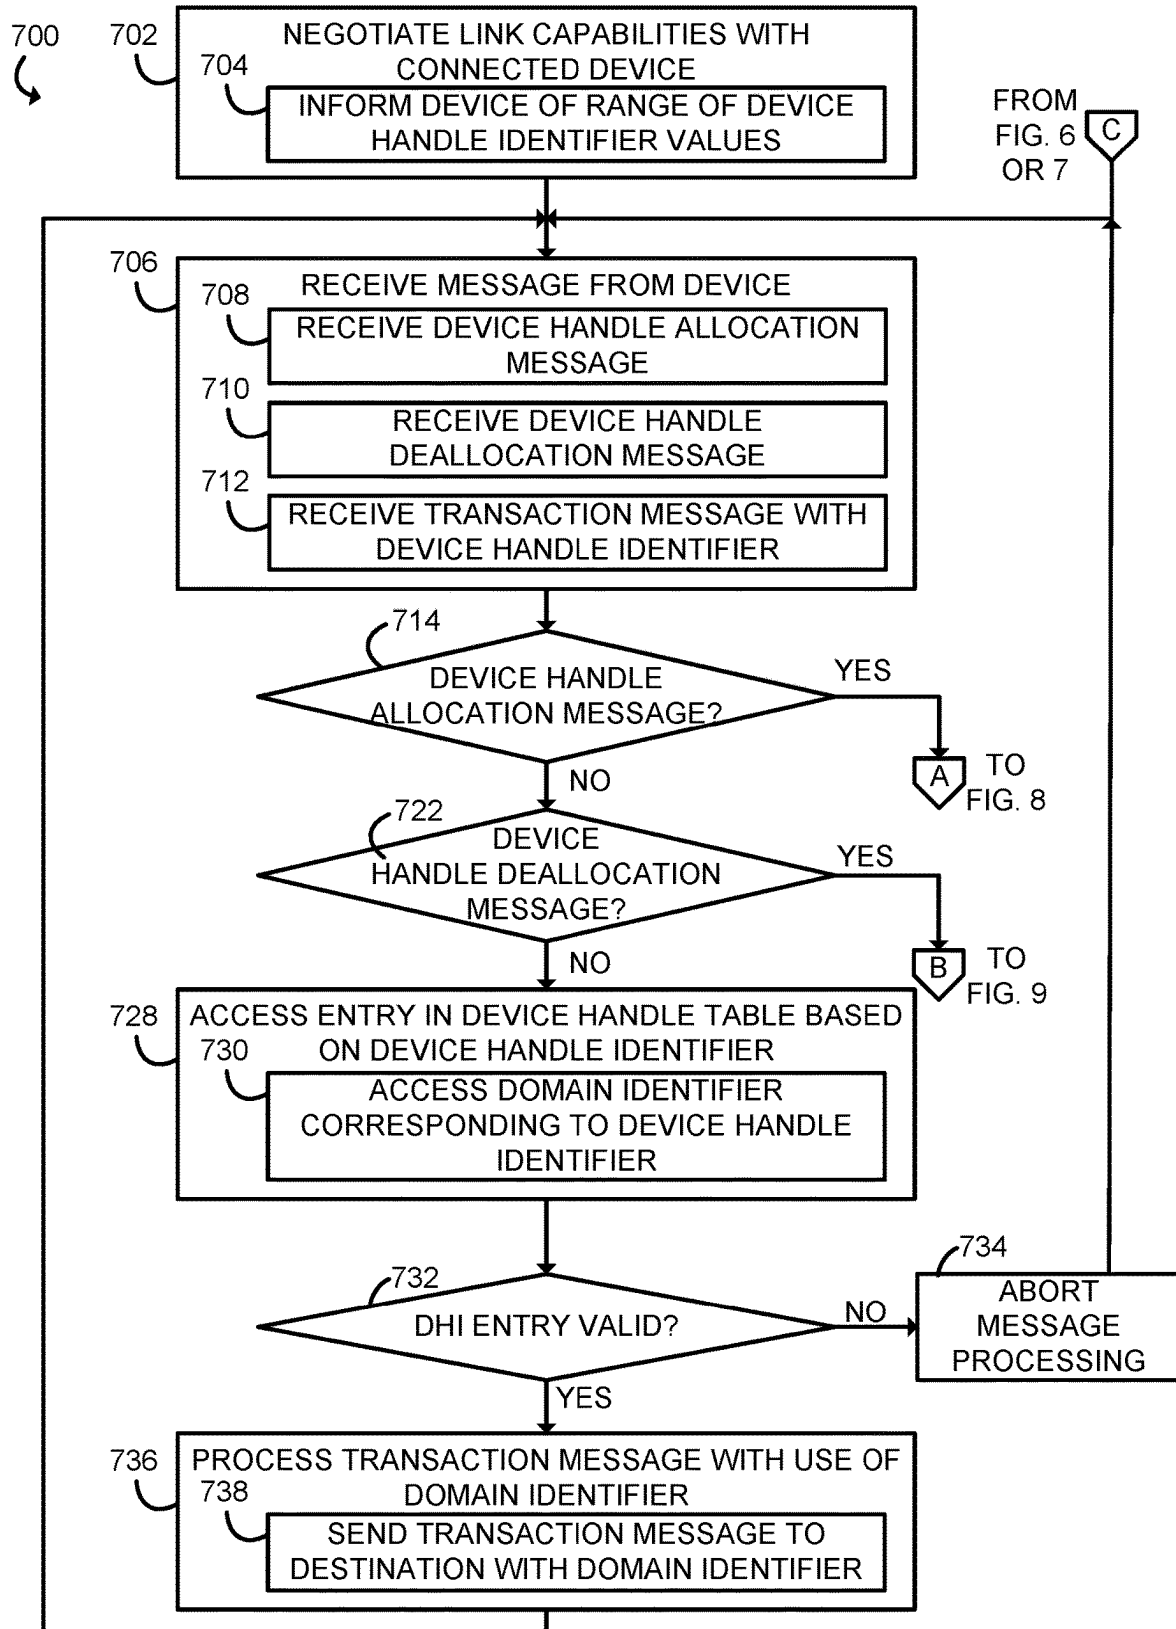 700
702
NEGOTIATE LINK CAPABILITIES WITH
CONNECTED DEVICE
704
INFORM DEVICE OF RANGE OF DEVICE
HANDLE IDENTIFIER VALUES
FROM
FIG. 6
OR 7
C
706
RECEIVE MESSAGE FROM DEVICE
708
RECEIVE DEVICE HANDLE ALLOCATION
MESSAGE
710
RECEIVE DEVICE HANDLE
DEALLOCATION MESSAGE
712
RECEIVE TRANSACTION MESSAGE WITH
DEVICE HANDLE IDENTIFIER
714
DEVICE HANDLE
ALLOCATION MESSAGE?
YES
A
TO
FIG. 8
NO
722
DEVICE
HANDLE DEALLOCATION
MESSAGE?
YES
B
TO
FIG. 9
NO
728
ACCESS ENTRY IN DEVICE HANDLE TABLE BASED
ON DEVICE HANDLE IDENTIFIER
730
ACCESS DOMAIN IDENTIFIER
CORRESPONDING TO DEVICE HANDLE
IDENTIFIER
732
DHI ENTRY VALID?
NO
734
ABORT
MESSAGE
PROCESSING
YES
736
PROCESS TRANSACTION MESSAGE WITH USE OF
DOMAIN IDENTIFIER
738
SEND TRANSACTION MESSAGE TO
DESTINATION WITH DOMAIN IDENTIFIER